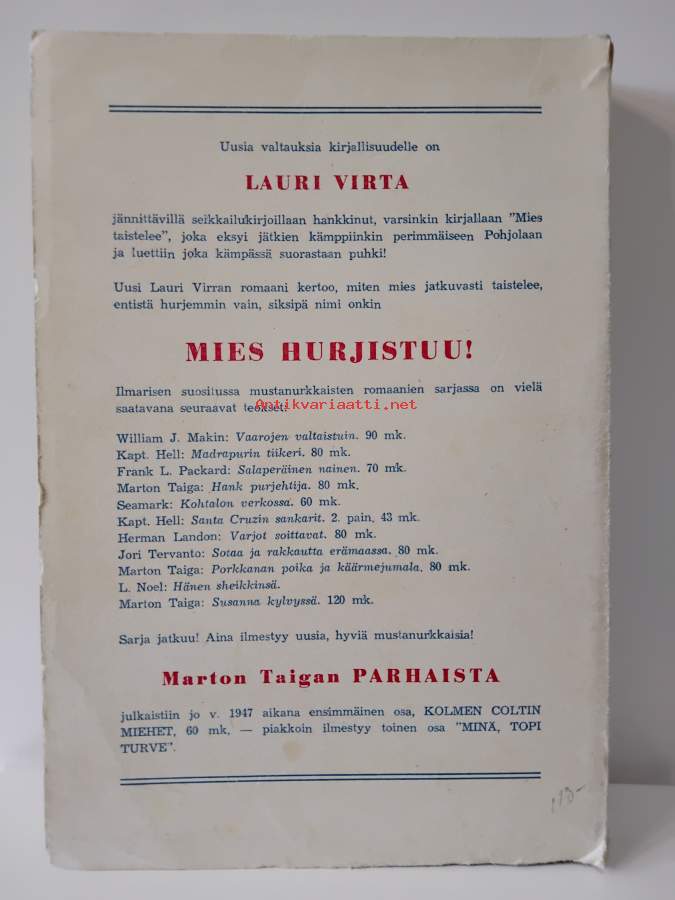 Uusia valtauksia kirjallisuudelle on
LAURI VIRTA
jännittävillä seikkailukirjoillaan hankkinut, varsinkin kirjallaan "Mies
taistelee", joka eksyi jätkien kämppiinkin perimmäiseen Pohjolaan
ja luettiin joka kämpässä suorastaan puhki!
Uusi Lauri Virran romaani kertoo, miten mies jatkuvasti taistelee,
entistä hurjemmin vain, siksipä nimi onkin
MIES HURJISTUU!
Ilmarisen suositussa mustanurkkaisten romaanien sarjassa on vielä
saatavana seuraavat teokset:
Antikvariaatti.net
William J. Makin: Vaarojen valtaistuin. 90 mk.
Kapt. Hell: Madrapurin tiikeri. 80 mk.
Frank L. Packard: Salaperäinen nainen. 70 mk.
Marton Taiga: Hank purjehtija. 80 mk.
Seamark: Kohtalon verkossa. 60 mk.
Kapt. Hell: Santa Cruzin sankarit. 2. pain. 43 mk.
Herman Landon: Varjot soittavat. 80 mk.
Jori Tervanto: Sotaa ja rakkautta erämaassa. 80 mk.
Marton Taiga: Porkkanan poika ja käärmejumala. 80 mk.
L. Noel: Hänen sheikkinsä.
Marton Taiga: Susanna kylvyssä. 120 mk.
Sarja jatkuu! Aina ilmestyy uusia, hyviä mustanurkkaisia!
Marton Taigan PARHAISTA
julkaistiin jo v. 1947 aikana ensimmäinen osa, KOLMEN COLTIN
MIEHET, 60 mk. — piakkoin ilmestyy toinen osa "MINÄ, TOPI
TURVE".